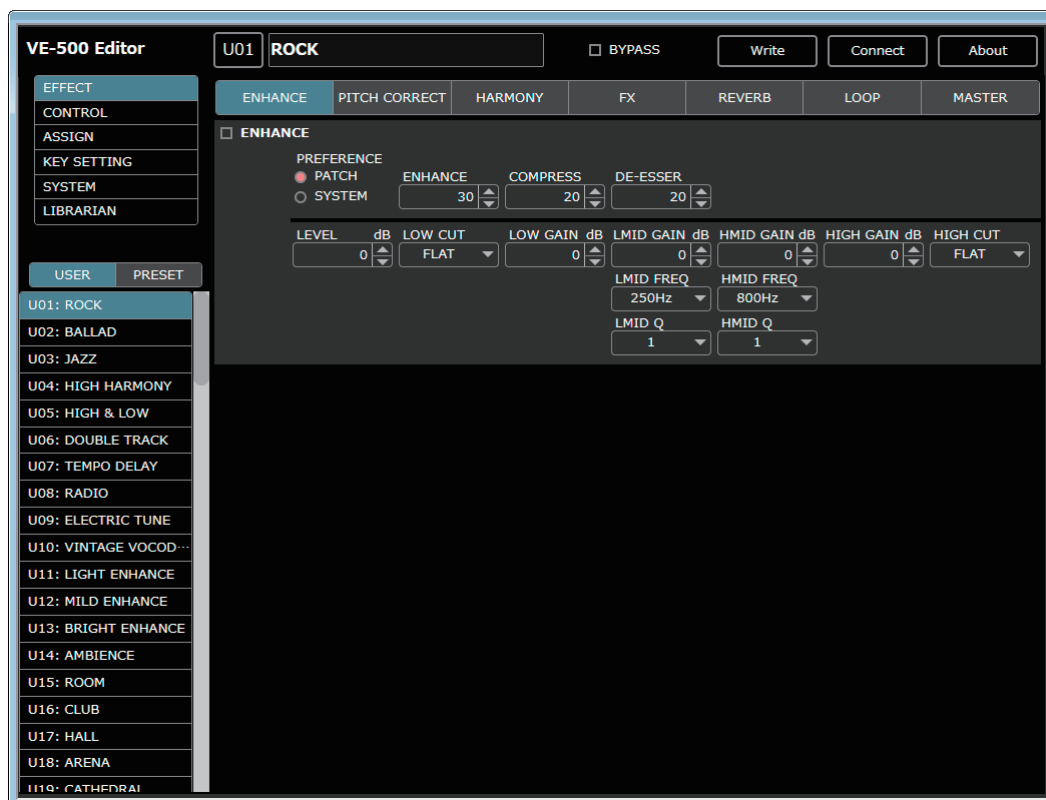 VE-500 Editor
U01 ROCK
BYPASS
Write
Connect
About
EFFECT
CONTROL
ASSIGN
KEY SETTING
SYSTEM
LIBRARIAN
USER PRESET
U01: ROCK
U02: BALLAD
U03: JAZZ
U04: HIGH HARMONY
U05: HIGH & LOW
U06: DOUBLE TRACK
U07: TEMPO DELAY
U08: RADIO
U09: ELECTRIC TUNE
U10: VINTAGE VOCOD…
U11: LIGHT ENHANCE
U12: MILD ENHANCE
U13: BRIGHT ENHANCE
U14: AMBIENCE
U15: ROOM
U16: CLUB
U17: HALL
U18: ARENA
U19: CATHEDRAL
ENHANCE PITCH CORRECT HARMONY FX REVERB LOOP MASTER
ENHANCE
PREFERENCE
PATCH ENHANCE COMPRESS DE-ESSER
SYSTEM 30 20 20
LEVEL dB LOW CUT LOW GAIN dB LMID GAIN dB HMID GAIN dB HIGH GAIN dB HIGH CUT
0 FLAT 0 0 0 0 FLAT
LMID FREQ HMID FREQ
250Hz 800Hz
LMID Q HMID Q
1 1